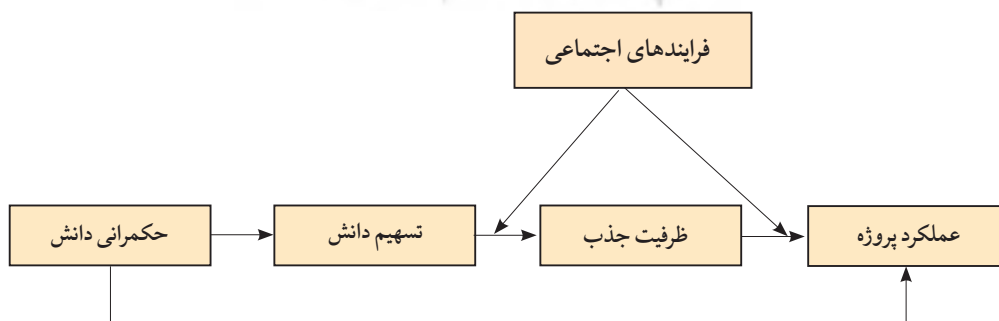 فرایندهای اجتماعی
حکمرانی دانش
تسهیم دانش
ظرفیت جذب
عملکرد پروژه